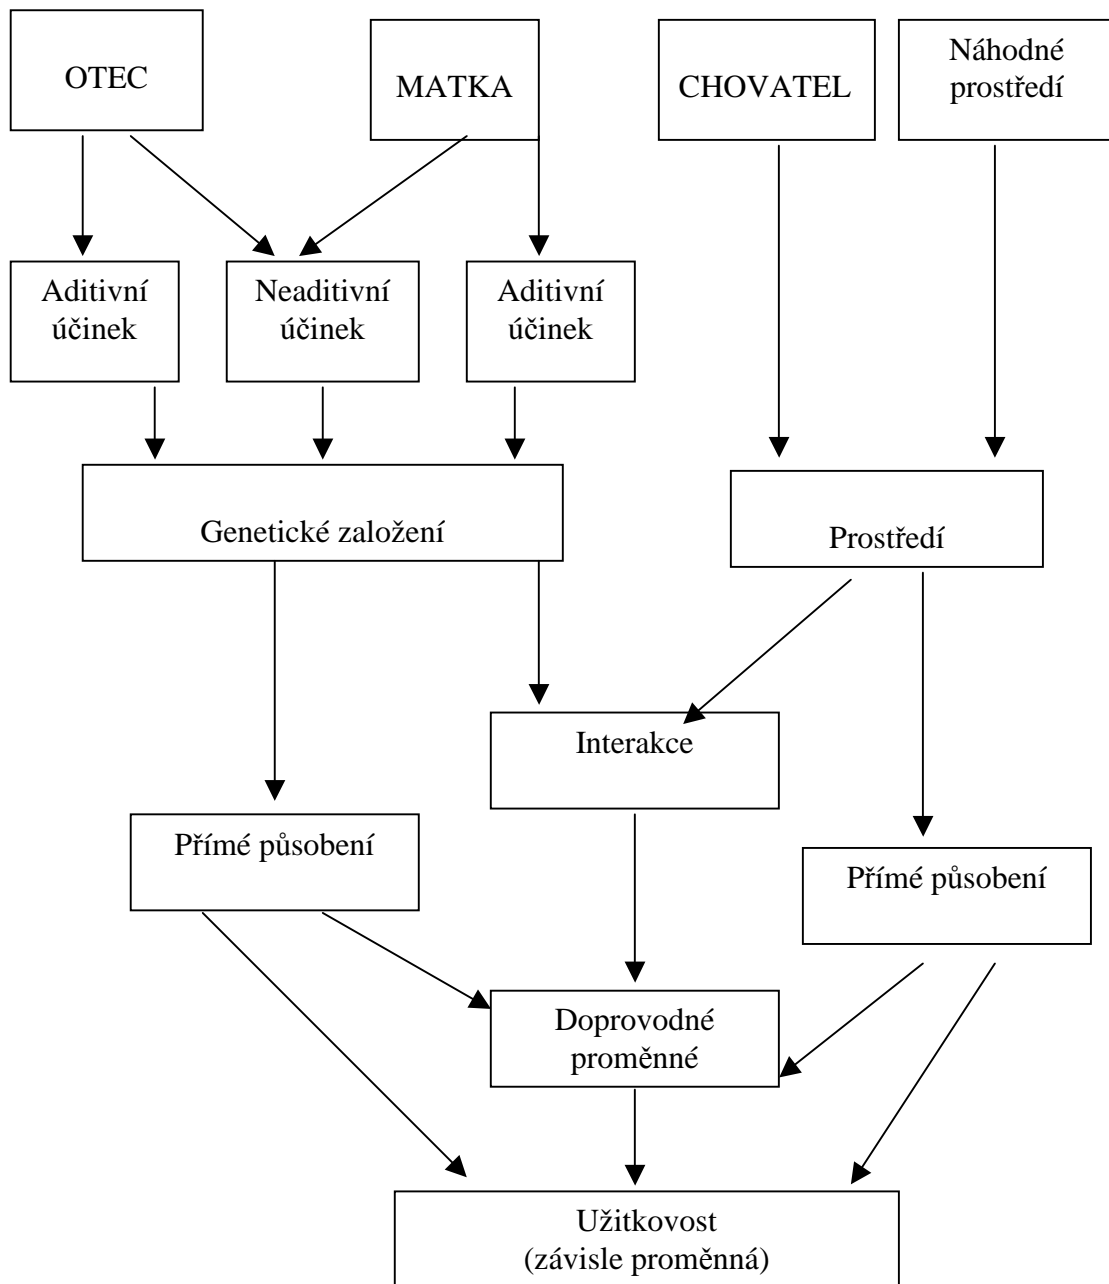 OTEC
MATKA
CHOVATEL
Náhodné
prostředí
Aditivní
účinek
Neaditivní
účinek
Aditivní
účinek
Genetické založení
Prostředí
Interakce
Přímé působení
Přímé působení
Doprovodné
proměnné
Užitkovost
(závisle proměnná)